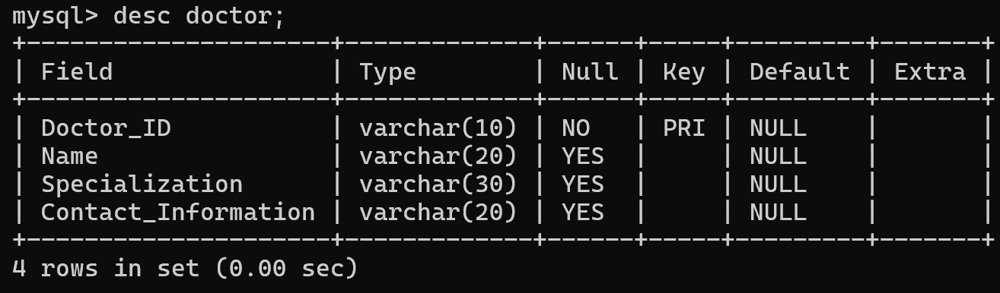 mysql> desc doctor;
+---------------------+-------------+------+-----+---------+-------+
| Field               | Type        | Null | Key | Default | Extra |
+---------------------+-------------+------+-----+---------+-------+
| Doctor_ID           | varchar(10) | NO   | PRI | NULL    |       |
| Name                | varchar(20) | YES  |     | NULL    |       |
| Specialization      | varchar(30) | YES  |     | NULL    |       |
| Contact_Information | varchar(20) | YES  |     | NULL    |       |
+---------------------+-------------+------+-----+---------+-------+
4 rows in set (0.00 sec)